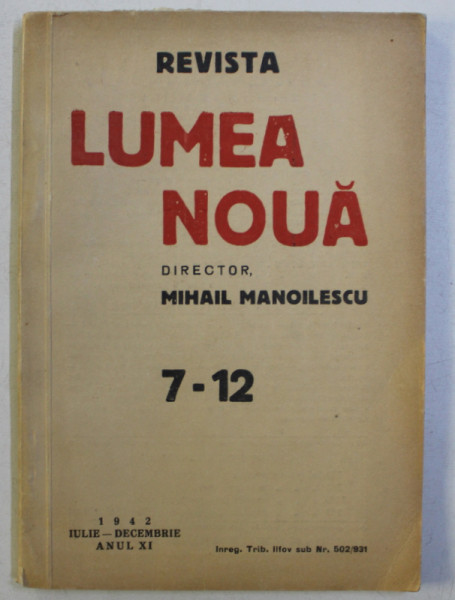 REVISTA
LUMEA
NOUĂ
DIRECTOR,
MIHAIL MANOILESCU
7-12
1942
IULIE—DECEMBRIE
ANUL XI
Inreg. Trib. Ilfov sub Nr. 502/931